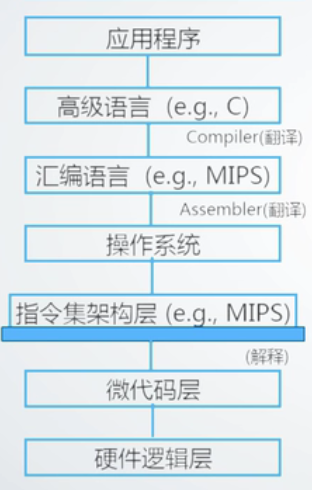 应用程序
高级语言 (e.g., C)
Compiler(翻译)
汇编语言 (e.g., MIPS)
Assembler(翻译)
操作系统
指令集架构层 (e.g., MIPS)
(解释)
微代码层
硬件逻辑层